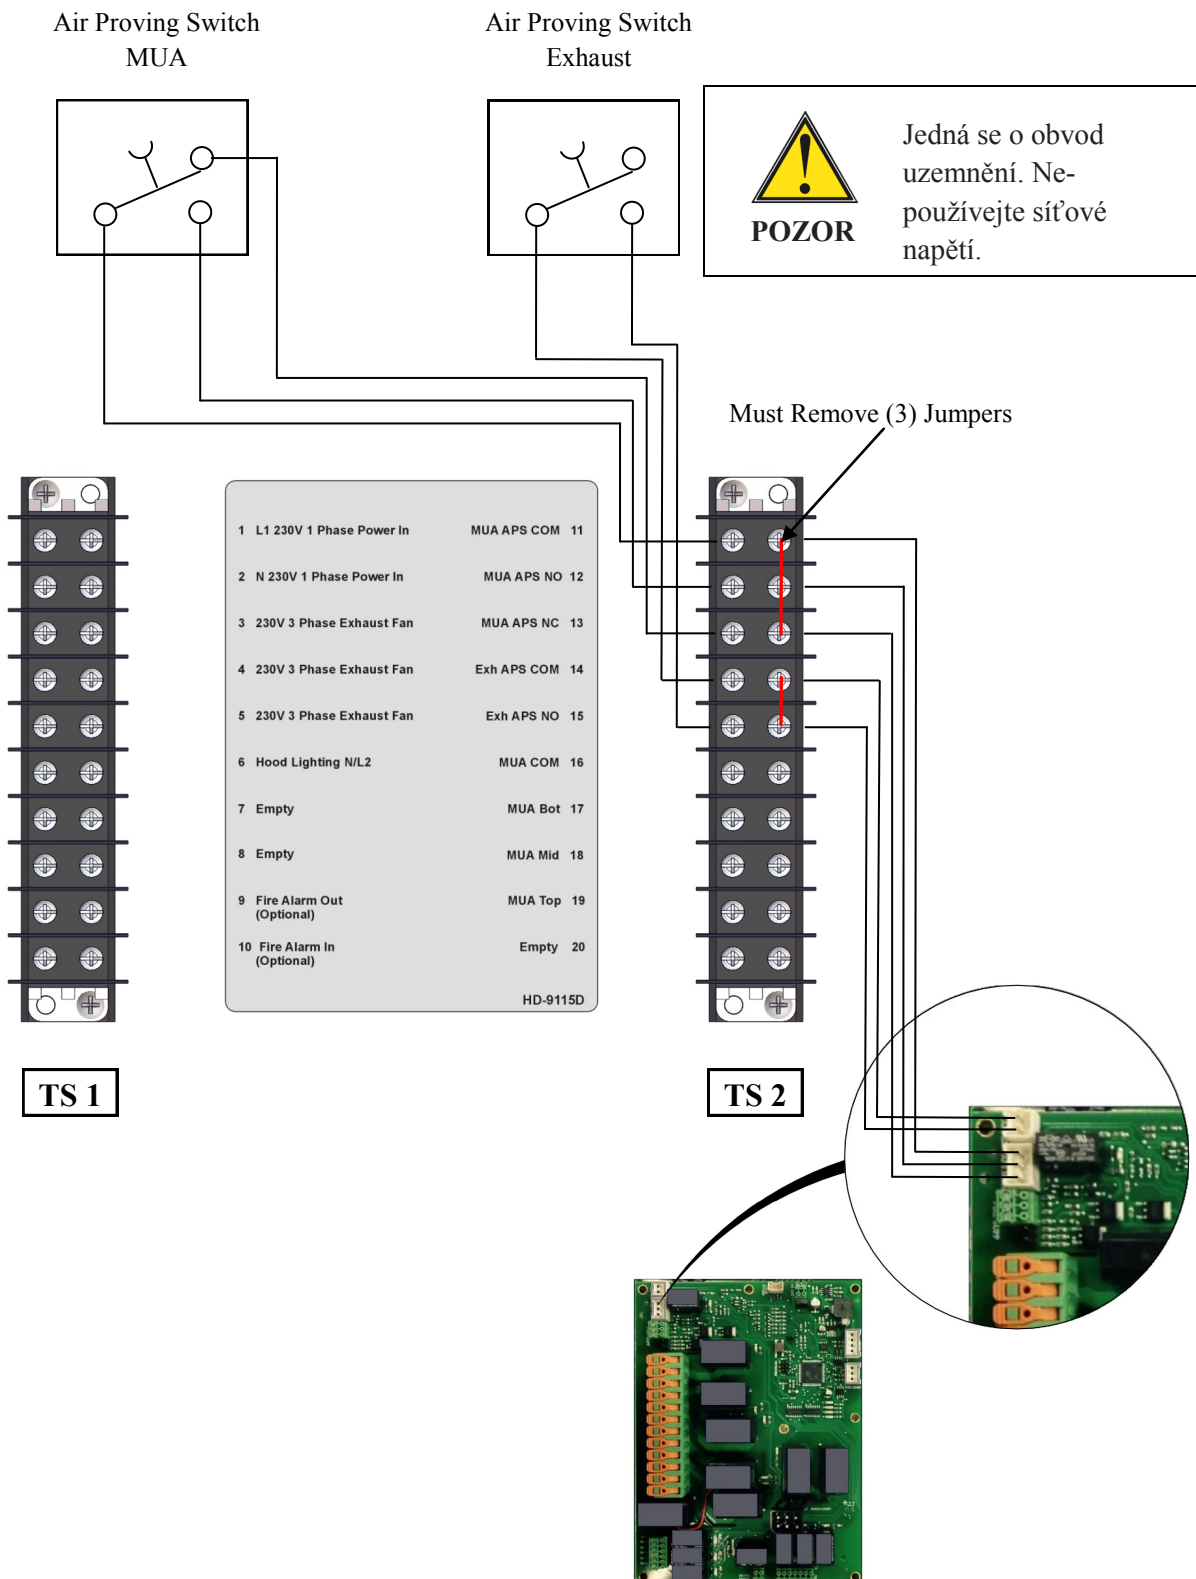 Air Proving Switch
MUA
Air Proving Switch
Exhaust
POZOR
Jedná se o obvod
uzemnění. Ne-
používejte síťové
napětí.
Must Remove (3) Jumpers
1 L1 230V 1 Phase Power In MUA APS COM 11
2 N 230V 1 Phase Power In MUA APS NO 12
3 230V 3 Phase Exhaust Fan MUA APS NC 13
4 230V 3 Phase Exhaust Fan Exh APS COM 14
5 230V 3 Phase Exhaust Fan Exh APS NO 15
6 Hood Lighting N/L2 MUA COM 16
7 Empty MUA Bot 17
8 Empty MUA Mid 18
9 Fire Alarm Out MUA Top 19
(Optional)
10 Fire Alarm In Empty 20
(Optional)
HD-9115D
TS 1
TS 2